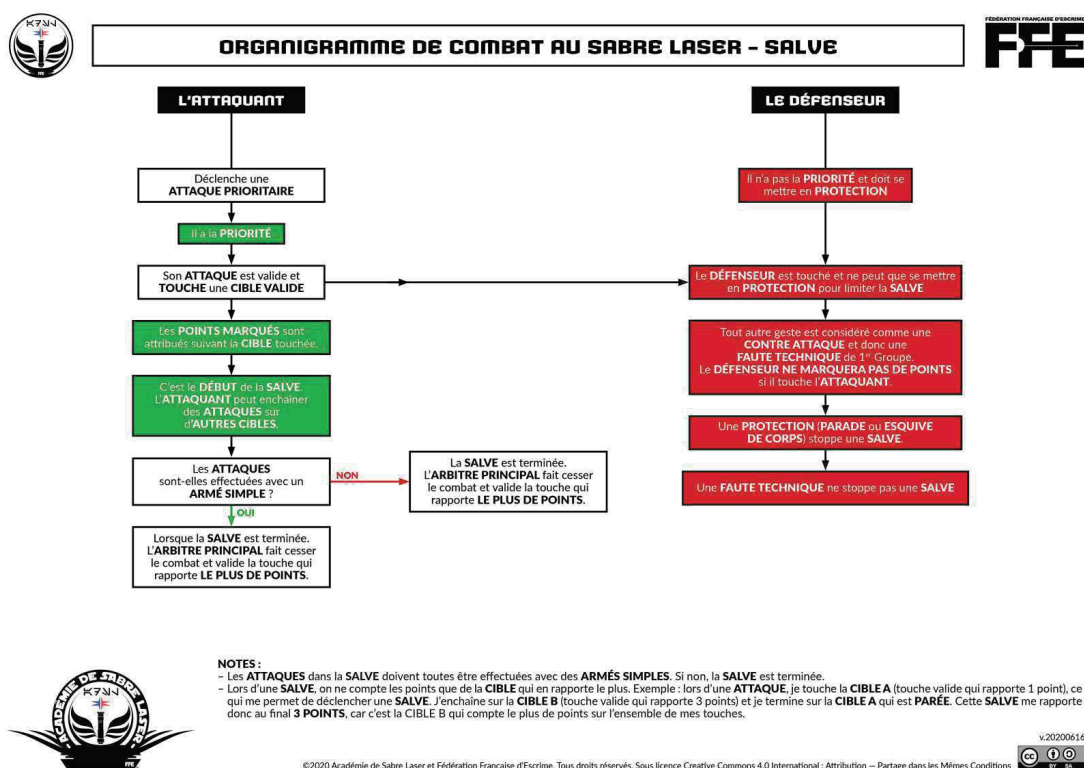 ORGANIGRAMME DE COMBAT AU SABRE LASER – SALVE
FÉDÉRATION FRANÇAISE D'ESCRIME
FFE
FFE
L'ATTAQUANT
Déclenche une
ATTAQUE PRIORITAIRE
Il a la PRIORITÉ
Son ATTAQUE est valide et
TOUCHE une CIBLE VALIDE
Les POINTS MARQUÉS sont
attribués suivant la CIBLE touchée.
C'est le DÉBUT de la SALVE.
L'ATTAQUANT peut enchaîner
des ATTAQUES sur
d'AUTRES CIBLES.
Les ATTAQUES
sont-elles effectuées avec un
ARMÉ SIMPLE ?
NON
La SALVE est terminée.
L'ARBITRE PRINCIPAL fait cesser
le combat et valide la touche qui
rapporte LE PLUS DE POINTS.
OUI
Lorsque la SALVE est terminée.
L'ARBITRE PRINCIPAL fait cesser
le combat et valide la touche qui
rapporte LE PLUS DE POINTS.
LE DÉFENSEUR
Il n'a pas la PRIORITÉ et doit se
mettre en PROTECTION
Le DÉFENSEUR est touché et ne peut que se mettre
en PROTECTION pour limiter la SALVE
Tout autre geste est considéré comme une
CONTRE ATTAQUE et donc une
FAUTE TECHNIQUE de 1er Groupe.
Le DÉFENSEUR NE MARQUERA PAS DE POINTS
si il touche l'ATTAQUANT.
Une PROTECTION (PARADE ou ESQUIVE
DE CORPS) stoppe une SALVE.
Une FAUTE TECHNIQUE ne stoppe pas une SALVE
NOTES :
– Les ATTAQUES dans la SALVE doivent toutes être effectuées avec des ARMÉS SIMPLES. Si non, la SALVE est terminée.
– Lors d'une SALVE, on ne compte les points que de la CIBLE qui en rapporte le plus. Exemple : lors d'une ATTAQUE, je touche la CIBLE A (touche valide qui rapporte 1 point), ce
qui me permet de déclencher une SALVE. J'enchaine sur la CIBLE B (touche valide qui rapporte 3 points) et je termine sur la CIBLE A qui est PARÉE. Cette SALVE me rapporte
donc au final 3 POINTS, car c'est la CIBLE B qui compte le plus de points sur l'ensemble de mes touches.
ACADÉMIE DE SABRE LASER
FFE
v.20200616
©2020 Académie de Sabre Laser et Fédération Française d'Escrime. Tous droits réservés. Sous licence Creative Commons 4.0 International : Attribution — Partage dans les Mêmes Conditions
CC BY SA